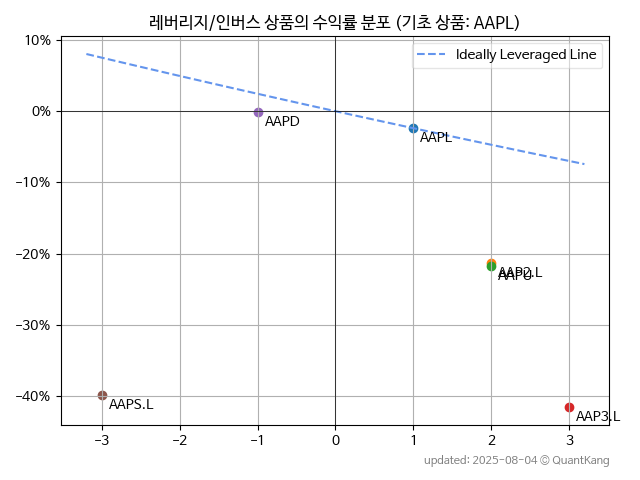 레버리지/인버스 상품의 수익률 분포 (기초 상품: AAPL)
10%
Ideally Leveraged Line
0%
AAPD
AAPL
−10%
−20%
AAP2.L
AAPU
−30%
−40%
AAPS.L
AAP3.L
−3 −2 −1 0 1 2 3
updated: 2025-08-04 © QuantKang